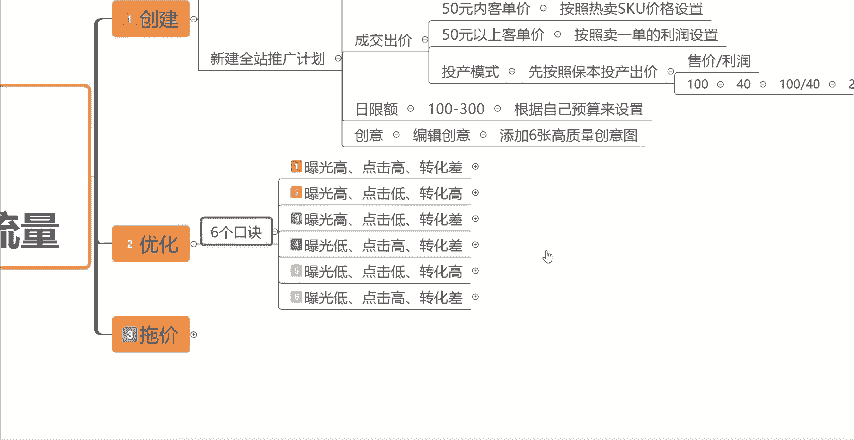 1 创建
新建全站推广计划
成交出价
50元内客单价 按照热卖SKU价格设置
50元以上客单价 按照卖一单的利润设置
投产模式 先按照保本投产出价
售价/利润
100 40 100/40 2
日限额 100-300 根据自己预算来设置
创意 编辑创意 添加6张高质量创意图
流量
2 优化
6个口诀
1 曝光高、点击高、转化差
2 曝光高、点击低、转化高
3 曝光高、点击低、转化差
4 曝光低、点击高、转化差
5 曝光低、点击低、转化高
6 曝光低、点击高、转化差
3 拖价